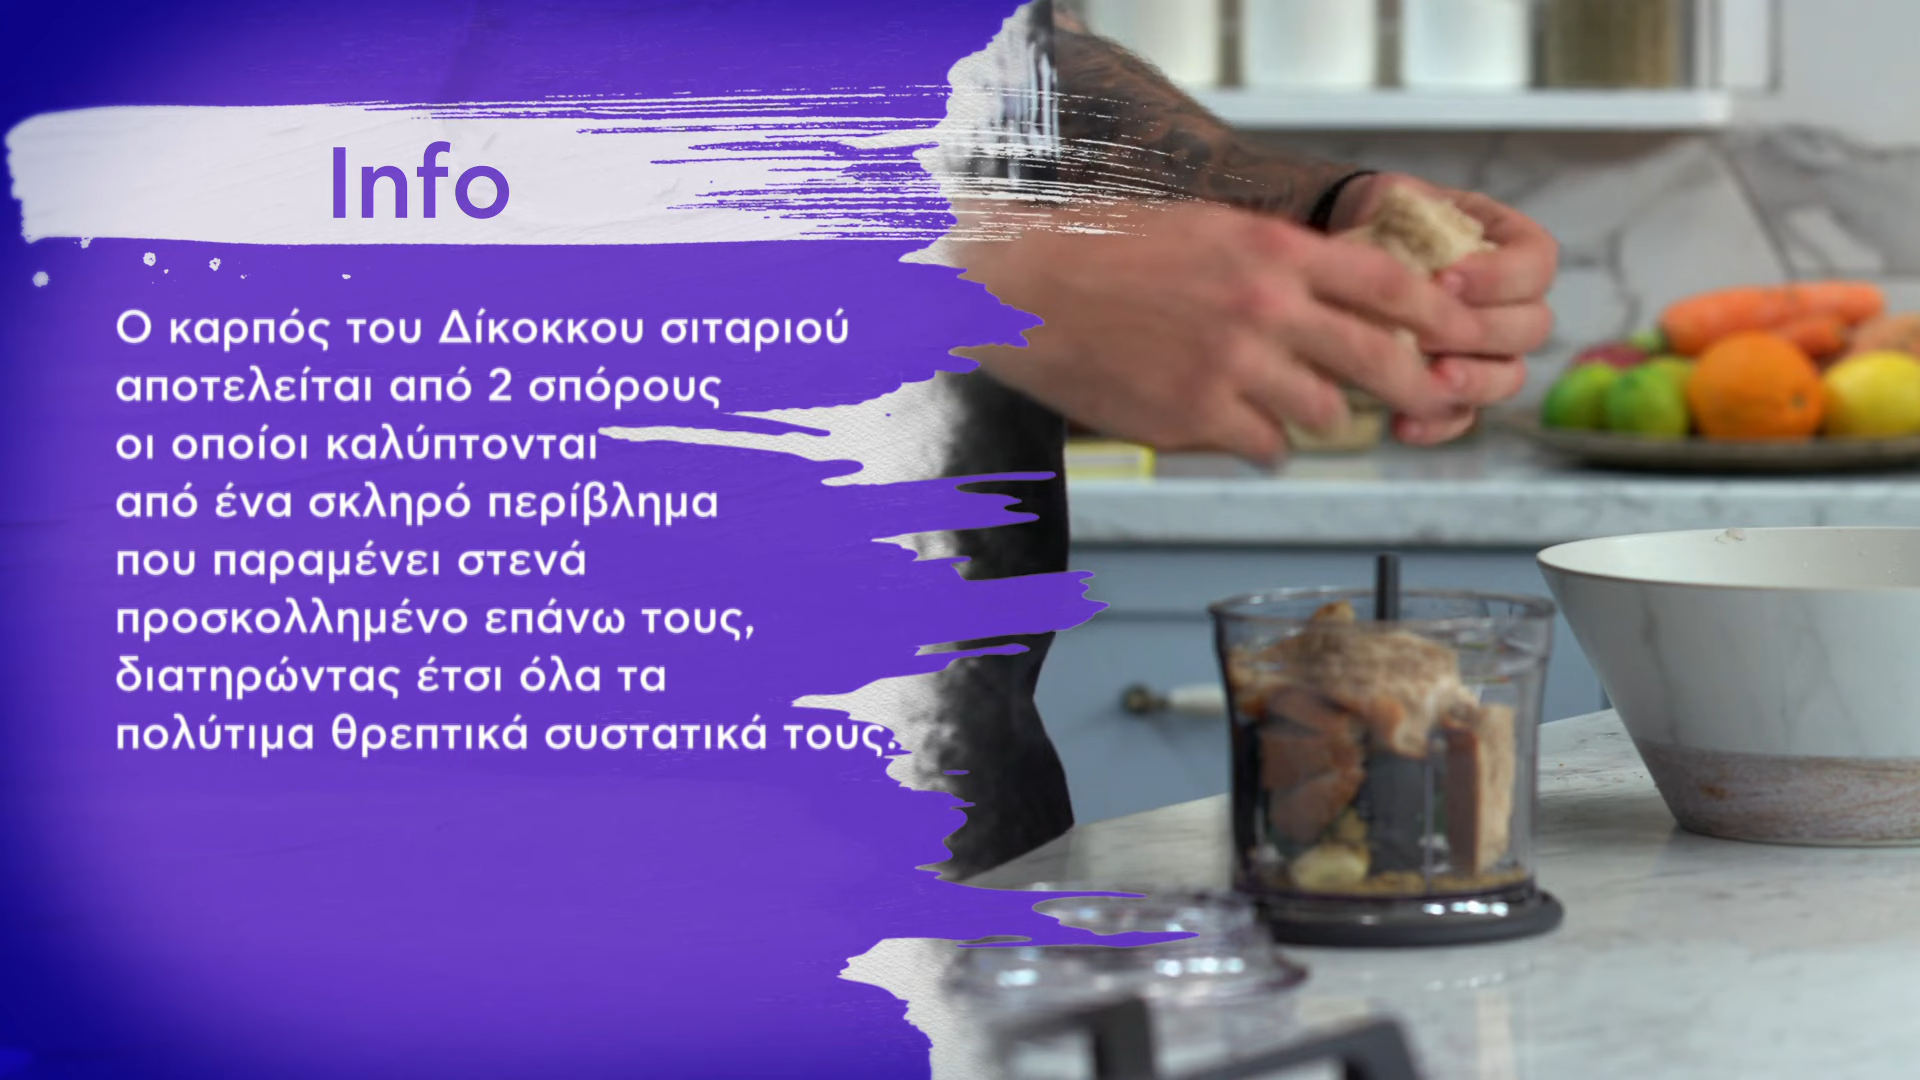 Info
Ο καρπός του Δίκοκκου σιταριού
αποτελείται από 2 σπόρους
οι οποίοι καλύπτονται
από ένα σκληρό περίβλημα
που παραμένει στενά
προσκολλημένο επάνω τους,
διατηρώντας έτσι όλα τα
πολύτιμα θρεπτικά συστατικά τους.